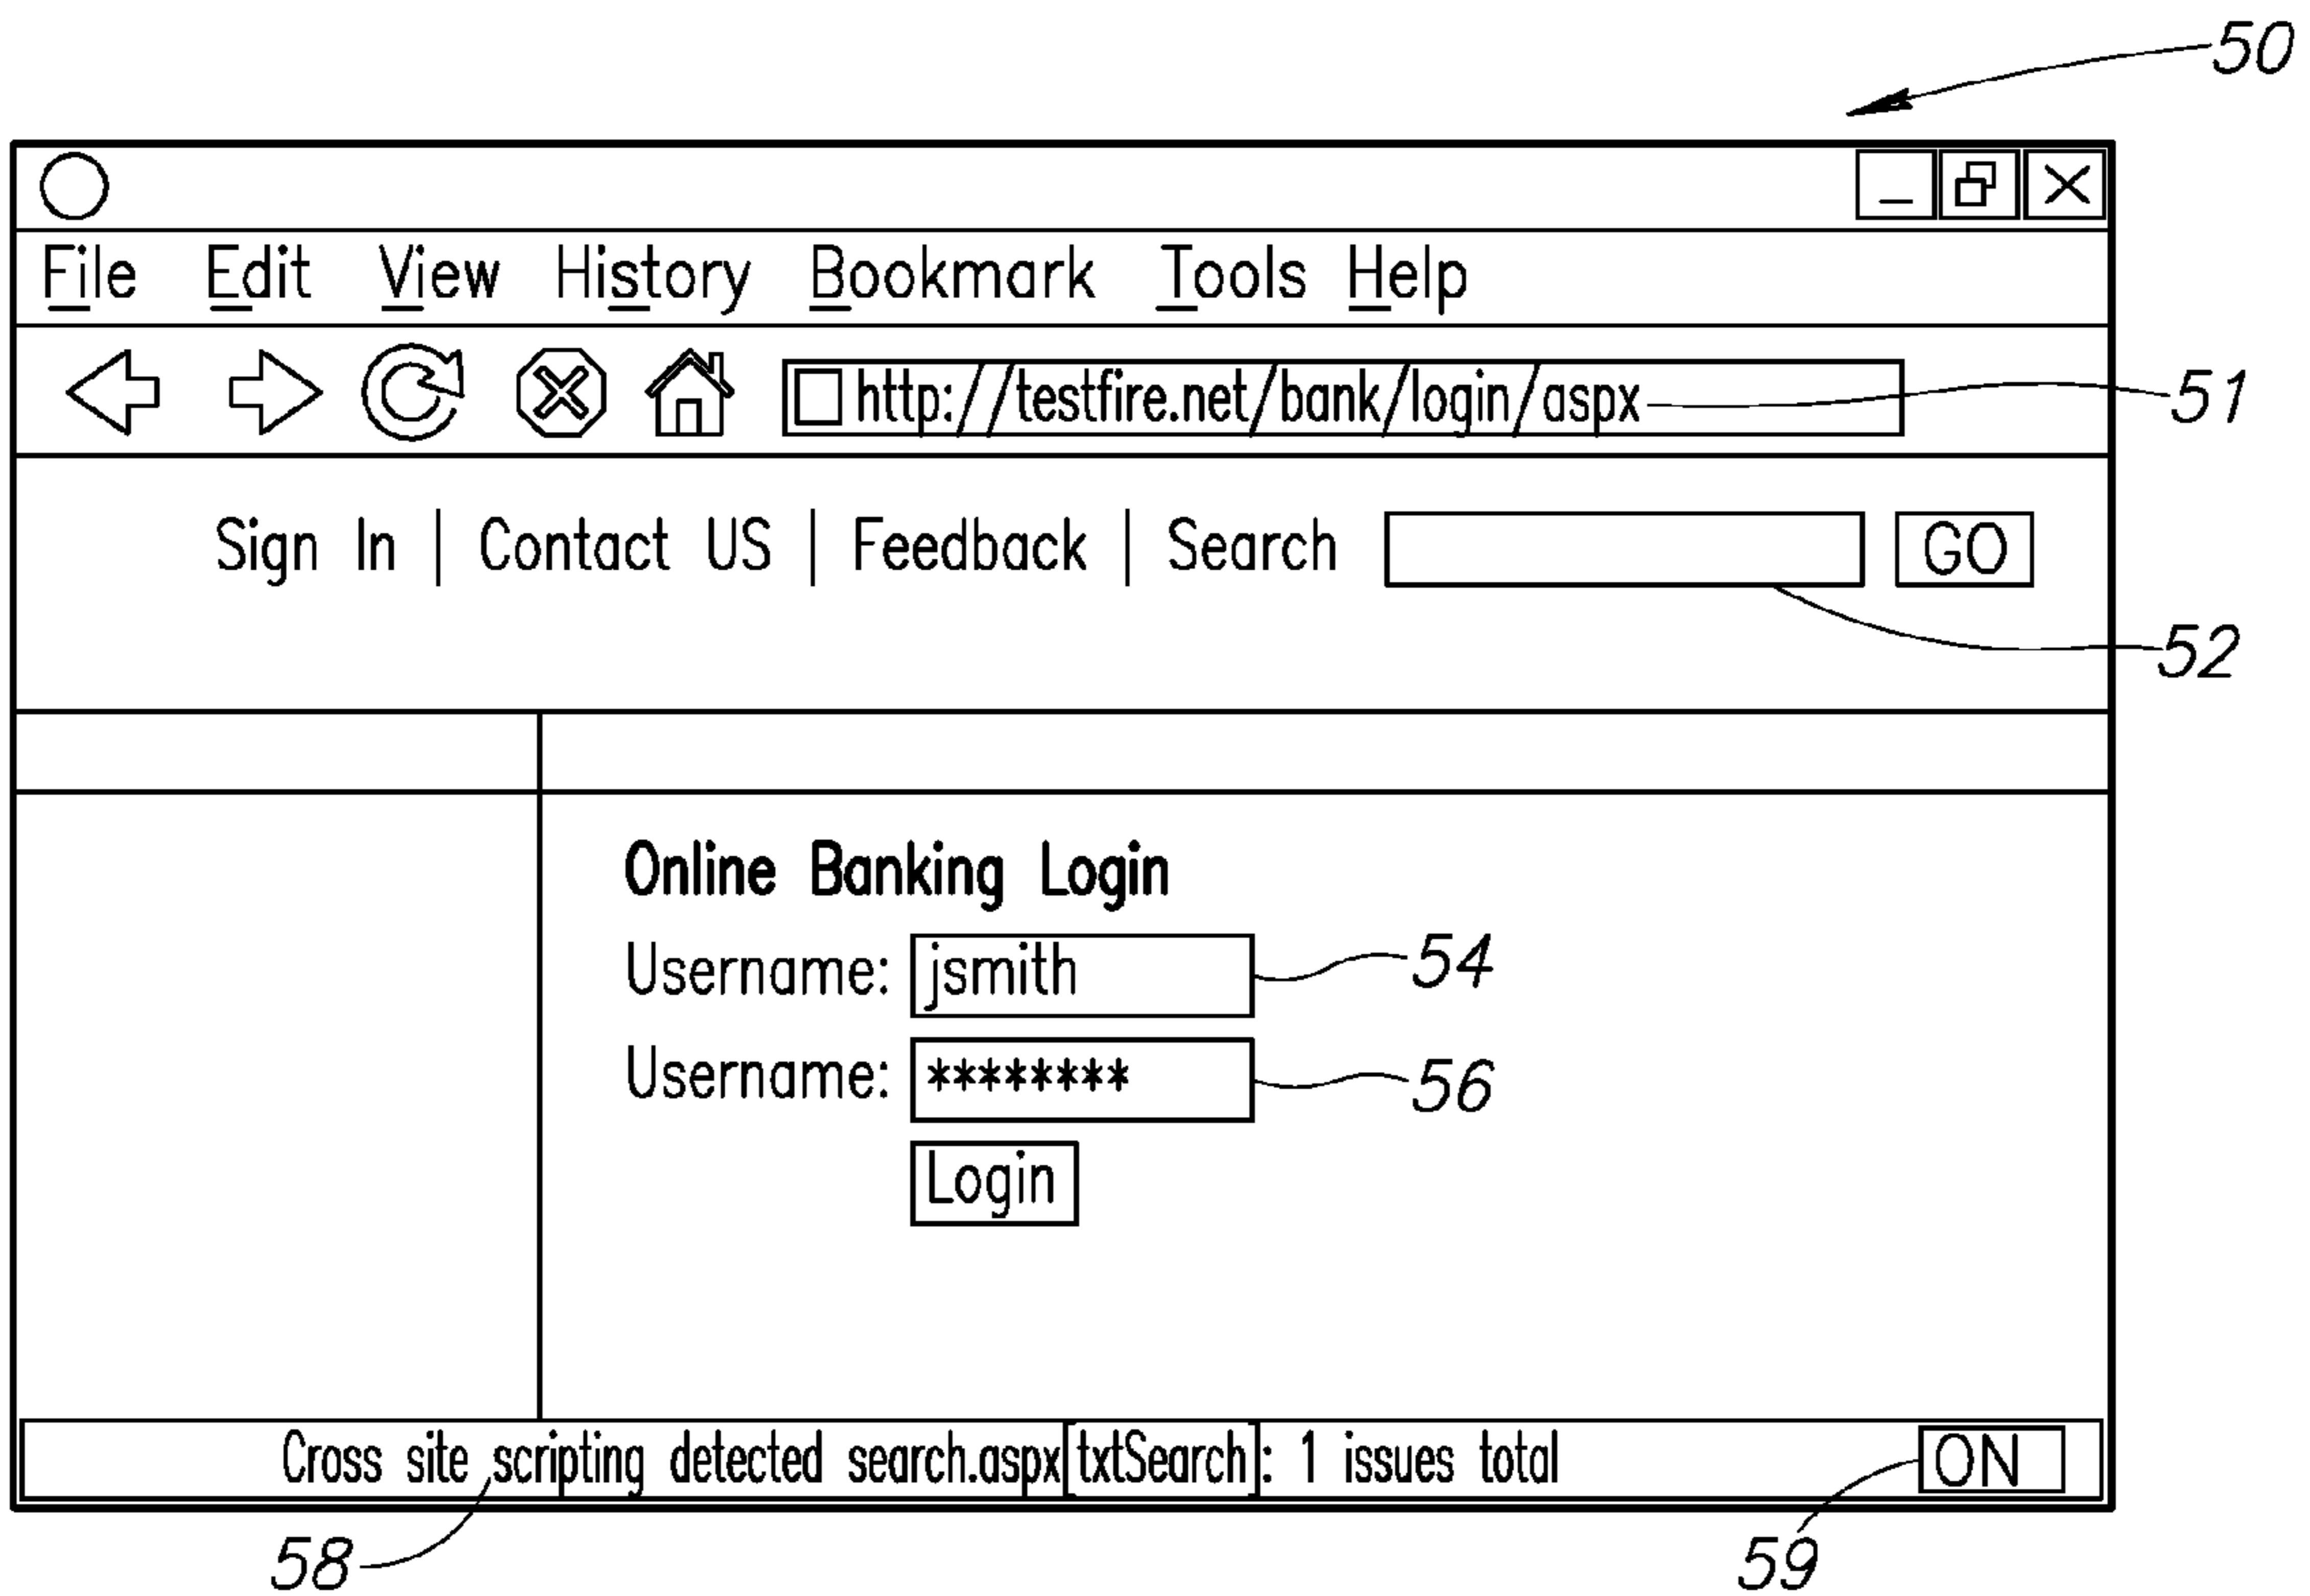 50
File Edit View History Bookmark Tools Help
http://testfire.net/bank/login/aspx 51
Sign In | Contact US | Feedback | Search GO
52
Online Banking Login
Username: jsmith 54
Username: ******** 56
Login
Cross site scripting detected search.aspx[txtSearch]: 1 issues total ON
58 59